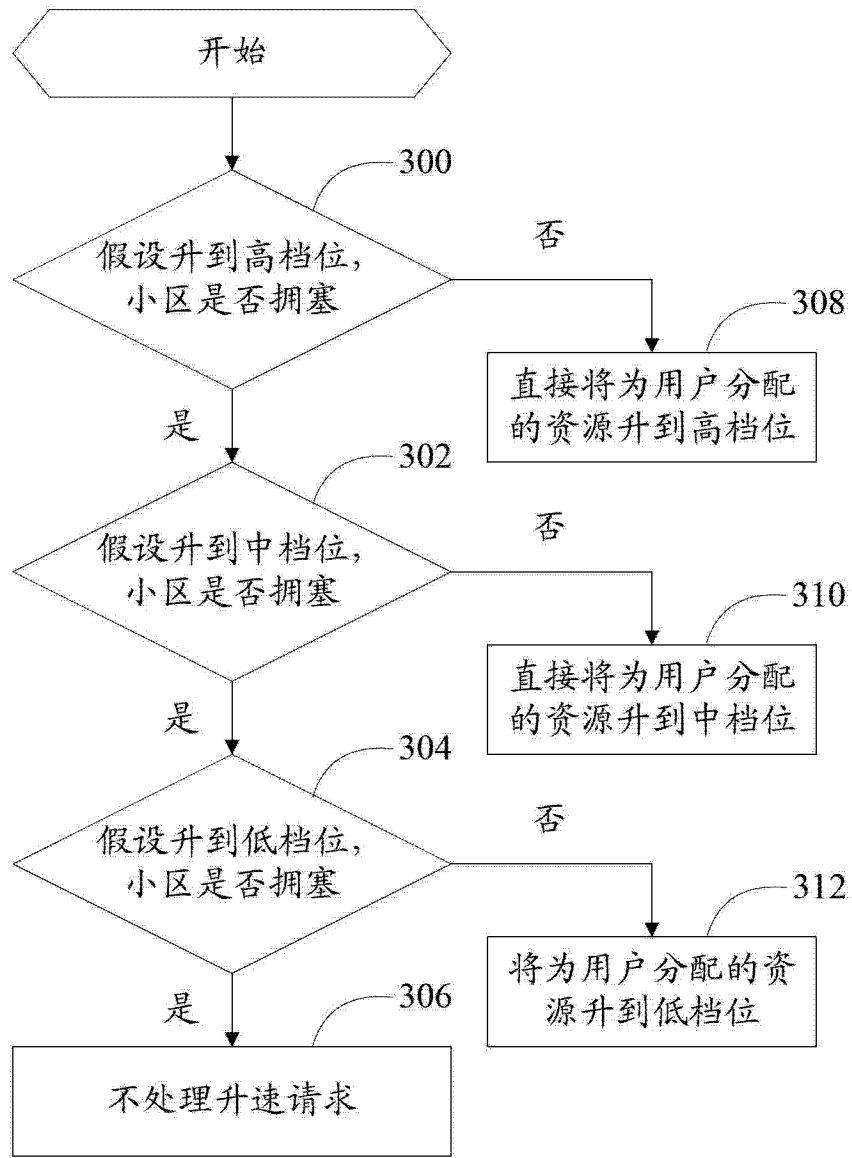 开始
300
假设升到高档位，
小区是否拥塞
否
308
直接将为用户分配
的资源升到高档位
是
302
假设升到中档位，
小区是否拥塞
否
310
直接将为用户分配
的资源升到中档位
是
304
假设升到低档位，
小区是否拥塞
否
312
将为用户分配的资
源升到低档位
是
306
不处理升速请求